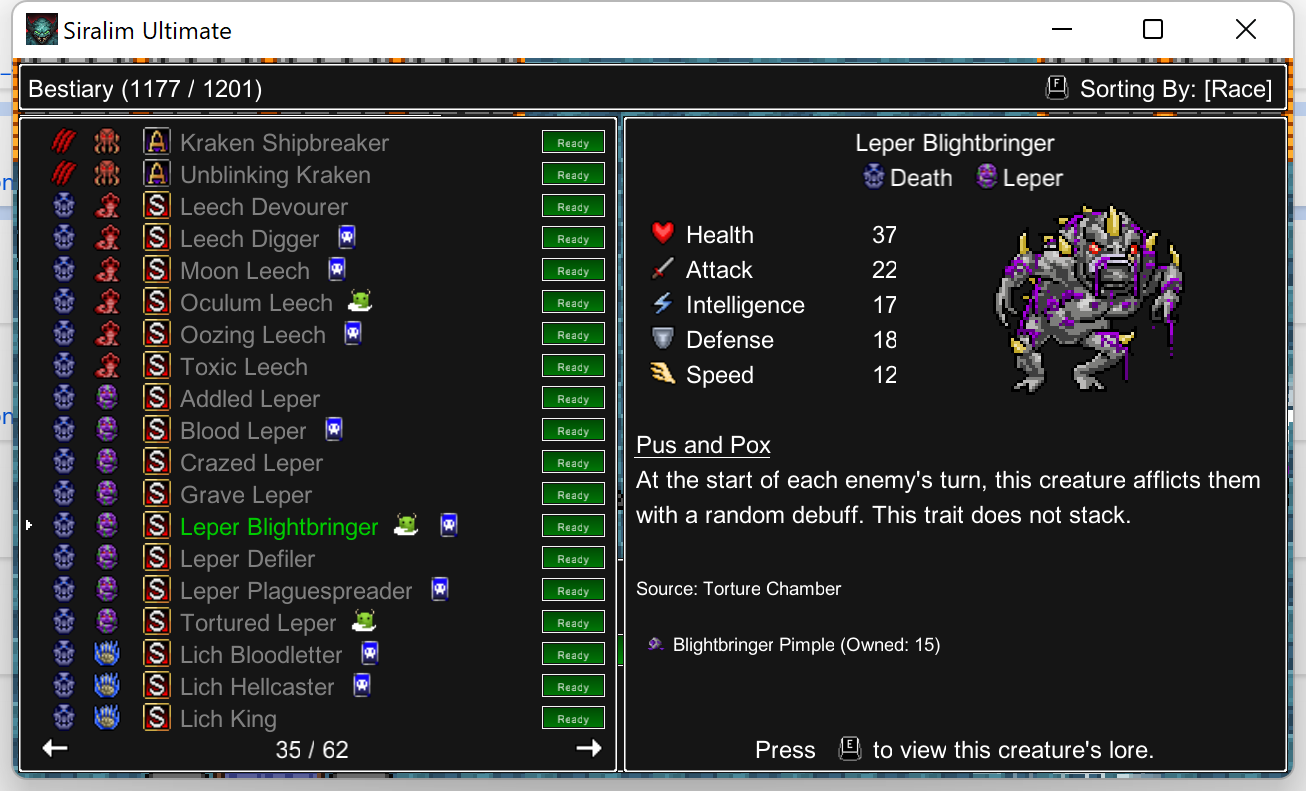 Siralim Ultimate
Bestiary (1177 / 1201)
F Sorting By: [Race]
A Kraken Shipbreaker Ready
A Unblinking Kraken Ready
S Leech Devourer Ready
S Leech Digger Ready
S Moon Leech Ready
S Oculum Leech Ready
S Oozing Leech Ready
S Toxic Leech Ready
S Addled Leper Ready
S Blood Leper Ready
S Crazed Leper Ready
S Grave Leper Ready
S Leper Blightbringer Ready
S Leper Defiler Ready
S Leper Plaguespreader Ready
S Tortured Leper Ready
S Lich Bloodletter Ready
S Lich Hellcaster Ready
S Lich King Ready
35 / 62
Leper Blightbringer
Death Leper
Health 37
Attack 22
Intelligence 17
Defense 18
Speed 12
Pus and Pox
At the start of each enemy's turn, this creature afflicts them
with a random debuff. This trait does not stack.
Source: Torture Chamber
Blightbringer Pimple (Owned: 15)
Press E to view this creature's lore.